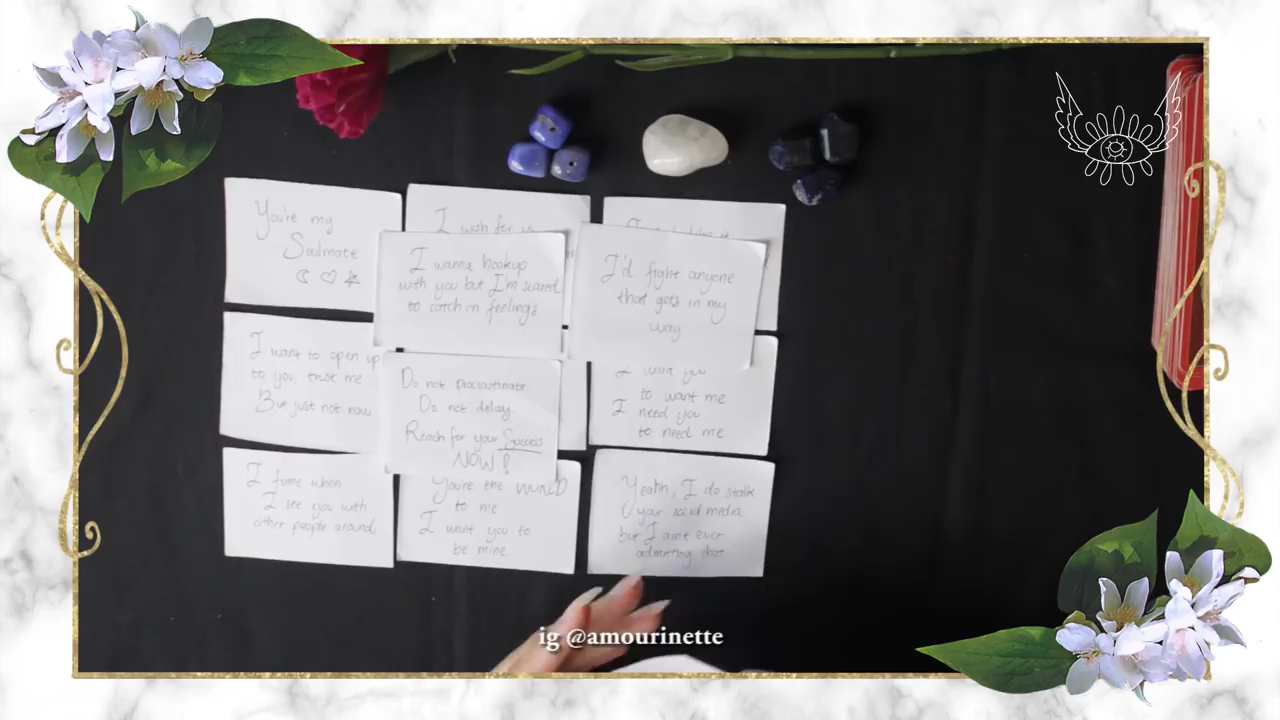 You're my
Soulmate
I wish for us
I wanna hookup
with you but I'm scared
to catch m feelings
I'd fight anyone
that gets in my
way
I want to open up
to you, trust me
But just not now
Do not procrastinate.
Do not delay.
Reach for your Success
NOW!
I want you
to want me
I need you
to need me
I fume when
I see you with
other people around
You're the WORLD
to me
I want you to
be mine
Yeahh, I do stalk
your social media
but I aint ever
admitting that
ig @amourinette